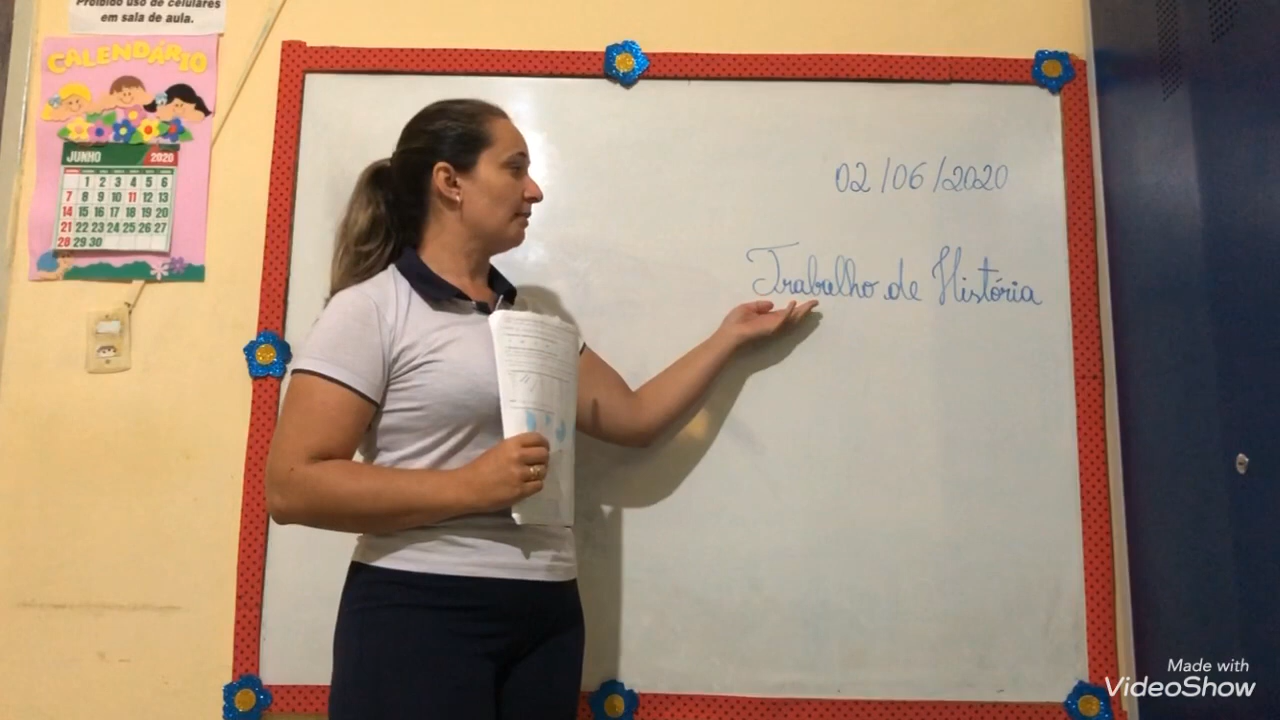 Proibido uso de celulares
em sala de aula.
CALENDÁRIO
JUNHO 2020
1 2 3 4 5 6
7 8 9 10 11 12 13
14 15 16 17 18 19 20
21 22 23 24 25 26 27
28 29 30
02/06/2020
Trabalho de História
Made with
VideoShow